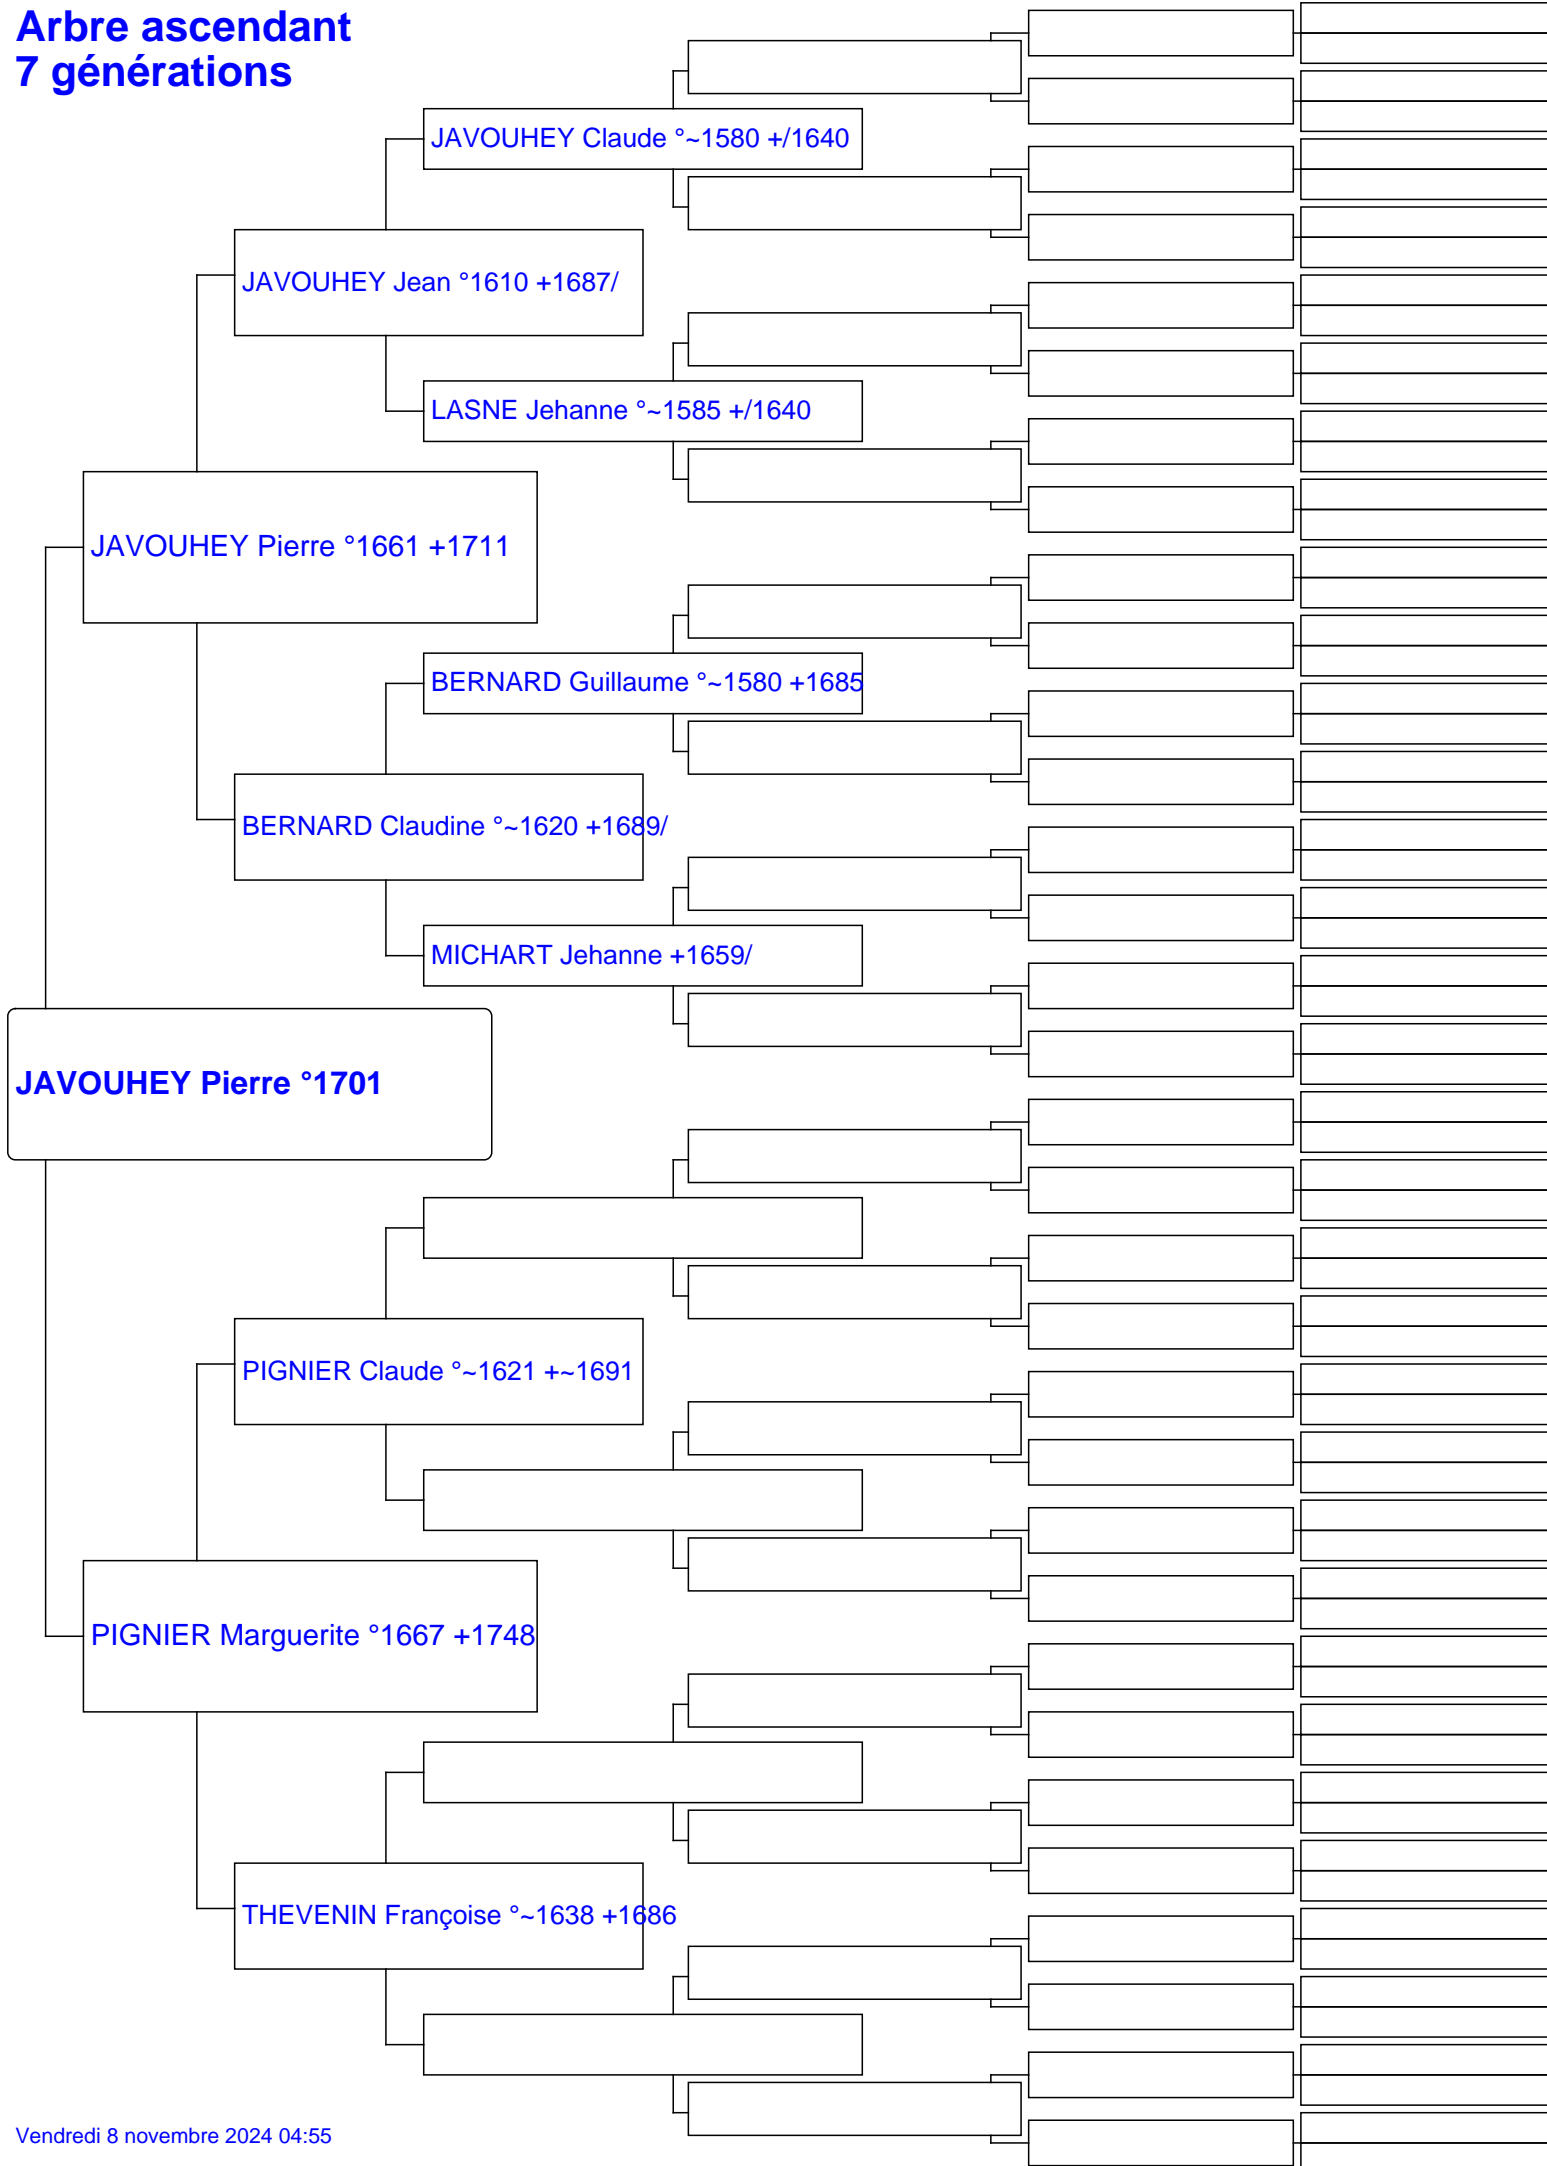 Arbre ascendant
7 générations
JAVOUHEY Claude °~1580 +/1640
JAVOUHEY Jean °1610 +1687/
LASNE Jehanne °~1585 +/1640
JAVOUHEY Pierre °1661 +1711
BERNARD Guillaume °~1580 +1685
BERNARD Claudine °~1620 +1689/
MICHART Jehanne +1659/
JAVOUHEY Pierre °1701
PIGNIER Claude °~1621 +~1691
PIGNIER Marguerite °1667 +1748
THEVENIN Françoise °~1638 +1686
Vendredi 8 novembre 2024 04:55